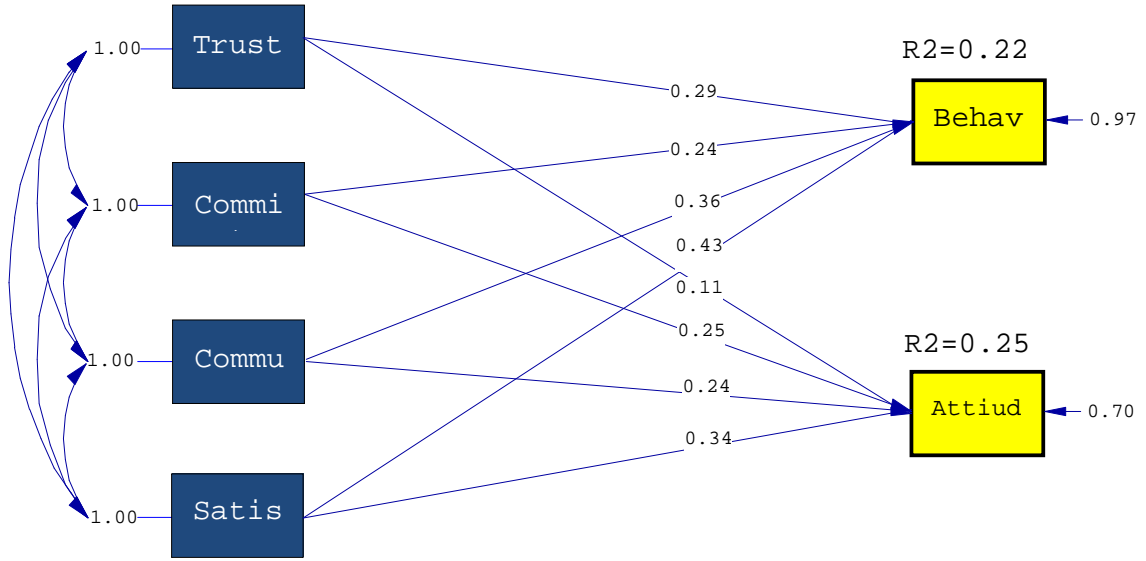 1.00
Trust
R2=0.22
0.29
Behav
0.97
0.24
1.00
Commi
0.36
0.43
0.11
0.25
R2=0.25
1.00
Commu
0.24
Attiud
0.70
0.34
1.00
Satis